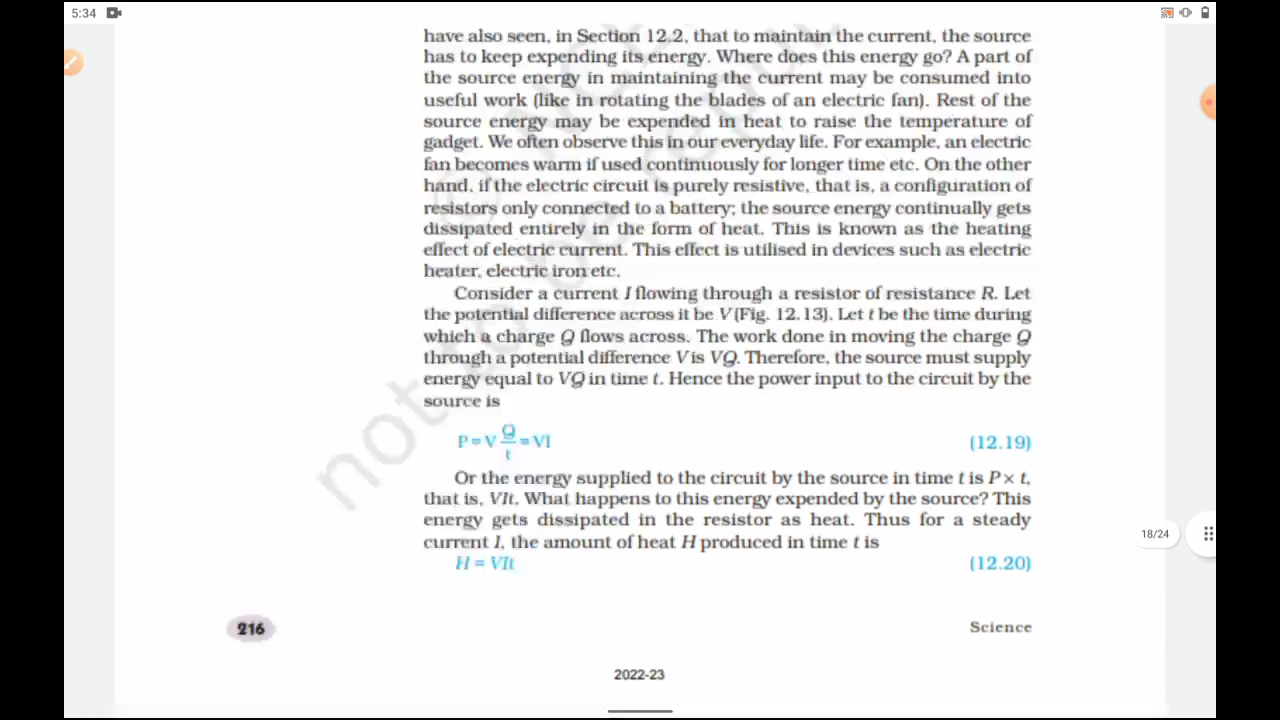 5:34
have also seen, in Section 12.2, that to maintain the current, the source
has to keep expending its energy. Where does this energy go? A part of
the source energy in maintaining the current may be consumed into
useful work (like in rotating the blades of an electric fan). Rest of the
source energy may be expended in heat to raise the temperature of
gadget. We often observe this in our everyday life. For example, an electric
fan becomes warm if used continuously for longer time etc. On the other
hand, if the electric circuit is purely resistive, that is, a configuration of
resistors only connected to a battery; the source energy continually gets
dissipated entirely in the form of heat. This is known as the heating
effect of electric current. This effect is utilised in devices such as electric
heater, electric iron etc.
Consider a current I flowing through a resistor of resistance R. Let
the potential difference across it be V (Fig. 12.13). Let t be the time during
which a charge Q flows across. The work done in moving the charge Q
through a potential difference V is VQ. Therefore, the source must supply
energy equal to VQ in time t. Hence the power input to the circuit by the
source is
P = V Q/t = VI (12.19)
Or the energy supplied to the circuit by the source in time t is P × t,
that is, VIt. What happens to this energy expended by the source? This
energy gets dissipated in the resistor as heat. Thus for a steady
current I, the amount of heat H produced in time t is
H = VIt (12.20)
18/24
216
Science
2022-23
not to be repu
© NC